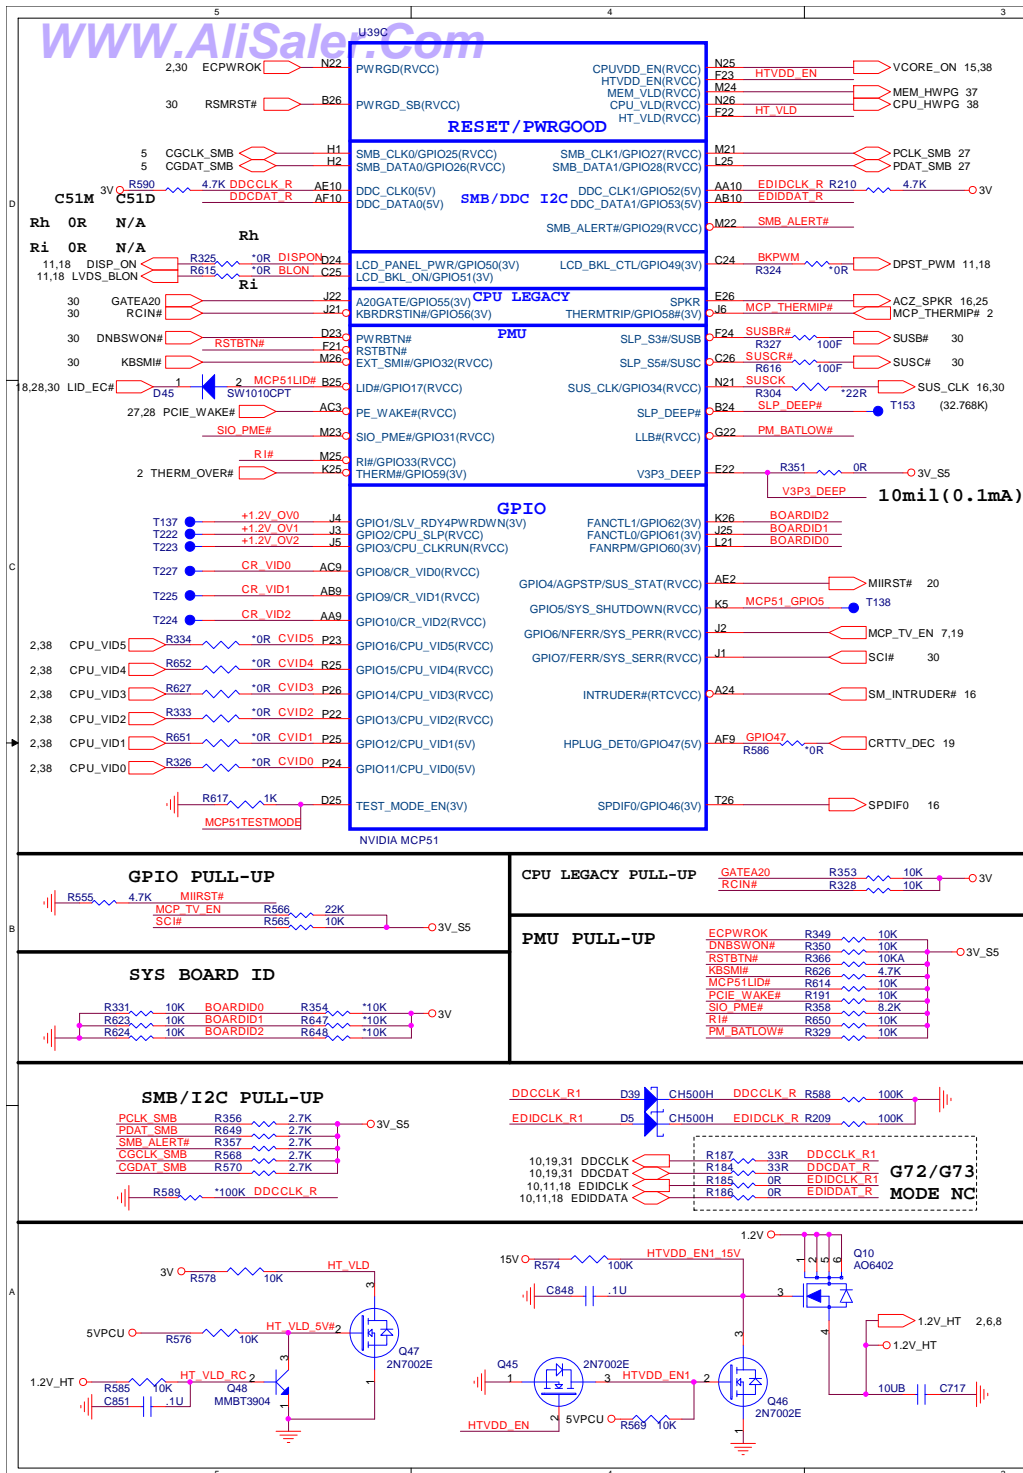 5 4 3
WWW.AliSaler.Com
U39C
2,30 ECPWROK N22 PWRGD(RVCC) CPUVDD_EN(RVCC) N25 VCORE_ON 15,38
HTVDD_EN(RVCC) F23 HTVDD_EN
MEM_VLD(RVCC) M24 MEM_HWPG 37
30 RSMRST# B26 PWRGD_SB(RVCC) CPU_VLD(RVCC) N26 CPU_HWPG 38
HT_VLD(RVCC) F22 HT_VLD
RESET/PWRGOOD
5 CGCLK_SMB H1 SMB_CLK0/GPIO25(RVCC) SMB_CLK1/GPIO27(RVCC) M21 PCLK_SMB 27
5 CGDAT_SMB H2 SMB_DATA0/GPIO26(RVCC) SMB_DATA1/GPIO28(RVCC) L25 PDAT_SMB 27
3V R590 4.7K DDCCLK_R AE10 DDC_CLK0(5V) DDC_CLK1/GPIO52(5V) AA10 EDIDCLK_R R210 4.7K 3V
DDCDAT_R AF10 DDC_DATA0(5V) SMB/DDC I2C DDC_DATA1/GPIO53(5V) AB10 EDIDDAT_R
D C51M C51D
Rh 0R N/A SMB_ALERT#/GPIO29(RVCC) M22 SMB_ALERT#
Ri 0R N/A Rh
11,18 DISP_ON R325 *0R DISPON D24 LCD_PANEL_PWR/GPIO50(3V) LCD_BKL_CTL/GPIO49(3V) C24 BKPWM R324 *0R DPST_PWM 11,18
11,18 LVDS_BLON R615 *0R BLON C25 LCD_BKL_ON/GPIO51(3V)
Ri
CPU LEGACY
30 GATEA20 J22 A20GATE/GPIO55(3V) SPKR E26 ACZ_SPKR 16,25
30 RCIN# J21 KBRDRSTIN#/GPIO56(3V) THERMTRIP/GPIO58#(3V) J6 MCP_THERMIP# MCP_THERMIP# 2
PMU
30 DNBSWON# D23 PWRBTN# SLP_S3#/SUSB F24 SUSBR# R327 100F SUSB# 30
RSTBTN# F21 RSTBTN#
30 KBSMI# M26 EXT_SMI#/GPIO32(RVCC) SLP_S5#/SUSC C26 SUSCR# R616 100F SUSC# 30
18,28,30 LID_EC# 1 D45 2 SW1010CPT MCP51LID# B25 LID#/GPIO17(RVCC) SUS_CLK/GPIO34(RVCC) N21 SUSCK R304 *22R SUS_CLK 16,30
27,28 PCIE_WAKE# AC3 PE_WAKE#(RVCC) SLP_DEEP# B24 SLP_DEEP# T153 (32.768K)
SIO_PME# M23 SIO_PME#/GPIO31(RVCC) LLB#(RVCC) G22 PM_BATLOW#
RI# M25 RI#/GPIO33(RVCC)
2 THERM_OVER# K25 THERM#/GPIO59(3V) V3P3_DEEP E22 R351 0R 3V_S5
V3P3_DEEP 10mil(0.1mA)
GPIO
T137 +1.2V_OV0 J4 GPIO1/SLV_RDY4PWRDWN(3V) FANCTL1/GPIO62(3V) K26 BOARDID2
T222 +1.2V_OV1 J3 GPIO2/CPU_SLP(RVCC) FANCTL0/GPIO61(3V) J25 BOARDID1
T223 +1.2V_OV2 J5 GPIO3/CPU_CLKRUN(RVCC) FANRPM/GPIO60(3V) L21 BOARDID0
C T227 CR_VID0 AC9 GPIO8/CR_VID0(RVCC) GPIO4/AGPSTP/SUS_STAT(RVCC) AE2 MIIRST# 20
T225 CR_VID1 AB9 GPIO9/CR_VID1(RVCC) GPIO5/SYS_SHUTDOWN(RVCC) K5 MCP51_GPIO5 T138
T224 CR_VID2 AA9 GPIO10/CR_VID2(RVCC) GPIO6/NFERR/SYS_PERR(RVCC) J2 MCP_TV_EN 7,19
2,38 CPU_VID5 R334 *0R CVID5 P23 GPIO16/CPU_VID5(RVCC) GPIO7/FERR/SYS_SERR(RVCC) J1 SCI# 30
2,38 CPU_VID4 R652 *0R CVID4 R25 GPIO15/CPU_VID4(RVCC)
2,38 CPU_VID3 R627 *0R CVID3 P26 GPIO14/CPU_VID3(RVCC) INTRUDER#(RTCVCC) A24 SM_INTRUDER# 16
2,38 CPU_VID2 R333 *0R CVID2 P22 GPIO13/CPU_VID2(RVCC)
2,38 CPU_VID1 R651 *0R CVID1 P25 GPIO12/CPU_VID1(5V) HPLUG_DET0/GPIO47(5V) AF9 GPIO47 R586 *0R CRTTV_DEC 19
2,38 CPU_VID0 R326 *0R CVID0 P24 GPIO11/CPU_VID0(5V)
R617 1K D25 TEST_MODE_EN(3V) SPDIF0/GPIO46(3V) T26 SPDIF0 16
MCP51TESTMODE
NVIDIA MCP51
GPIO PULL-UP
R555 4.7K MIIRST#
MCP_TV_EN R566 22K
SCI# R565 10K 3V_S5
CPU LEGACY PULL-UP
GATEA20 R353 10K 3V
RCIN# R328 10K
B
PMU PULL-UP
ECPWROK R349 10K
DNBSWON# R350 10K 3V_S5
RSTBTN# R366 10KA
KBSMI# R626 4.7K
MCP51LID# R614 10K
PCIE_WAKE# R191 10K
SIO_PME# R358 8.2K
RI# R650 10K
PM_BATLOW# R329 10K
SYS BOARD ID
R331 10K BOARDID0 R354 *10K 3V
R623 10K BOARDID1 R647 *10K
R624 10K BOARDID2 R648 *10K
SMB/I2C PULL-UP
PCLK_SMB R356 2.7K 3V_S5
PDAT_SMB R649 2.7K
SMB_ALERT# R357 2.7K
CGCLK_SMB R568 2.7K
CGDAT_SMB R570 2.7K
R589 *100K DDCCLK_R
DDCCLK_R1 D39 CH500H DDCCLK_R R588 100K
EDIDCLK_R1 D5 CH500H EDIDCLK_R R209 100K
10,19,31 DDCCLK R187 33R DDCCLK_R1
10,19,31 DDCDAT R184 33R DDCDAT_R
10,11,18 EDIDCLK R185 0R EDIDCLK_R1
10,11,18 EDIDDATA R186 0R EDIDDAT_R
G72/G73
MODE NC
A
3V R578 10K HT_VLD 3
5VPCU R576 10K HT_VLD_5V# 2 Q47 2N7002E 1
1.2V_HT R585 10K HT_VLD_RC 2 3 1 Q48 MMBT3904
C851 .1U
15V R574 100K HTVDD_EN1_15V
C848 .1U
1.2V 1 2 5 6 Q10 AO6402 3 4
1.2V_HT 2,6,8
1.2V_HT
10UB C717
Q45 2N7002E 1 3 2 HTVDD_EN1 2 3 1 Q46 2N7002E
5VPCU R569 10K
HTVDD_EN
5 4 3